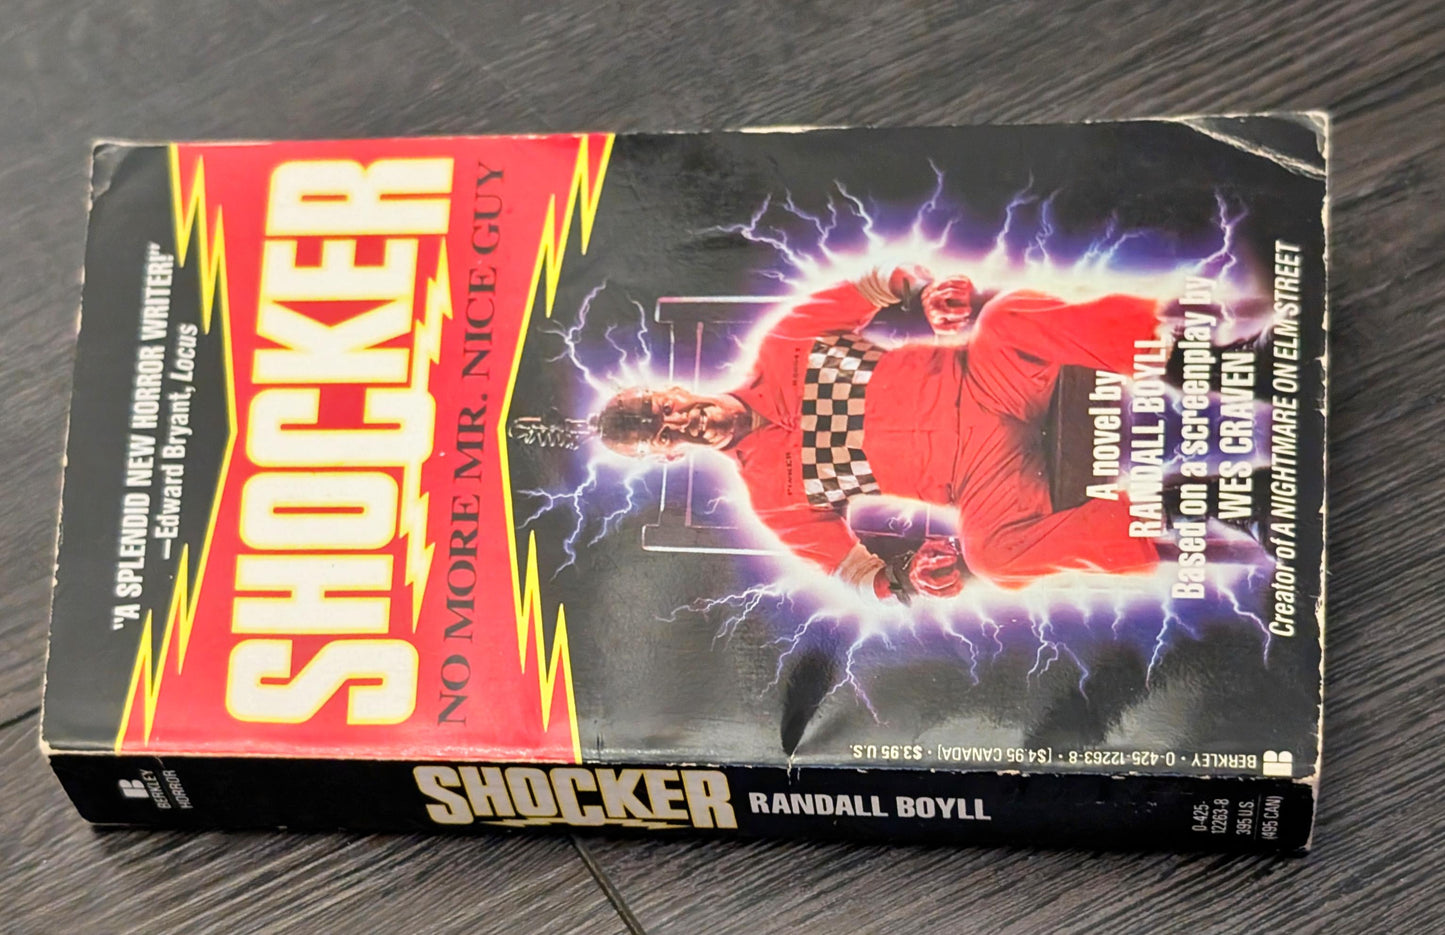 "A SPLENDID NEW HORROR WRITER!"
—Edward Bryant, Locus
SHOCKER
NO MORE MR. NICE GUY
A novel by
RANDALL BOYLL
Based on a screenplay by
WES CRAVEN
Creator of A NIGHTMARE ON ELM STREET
BERKLEY • 0-425-12263-8 • [$4.95 CANADA] • $3.95 U.S.
BERKLEY
HORROR
SHOCKER
RANDALL BOYLL
0-425-
12263-8
395 U.S.
(495 CAN)